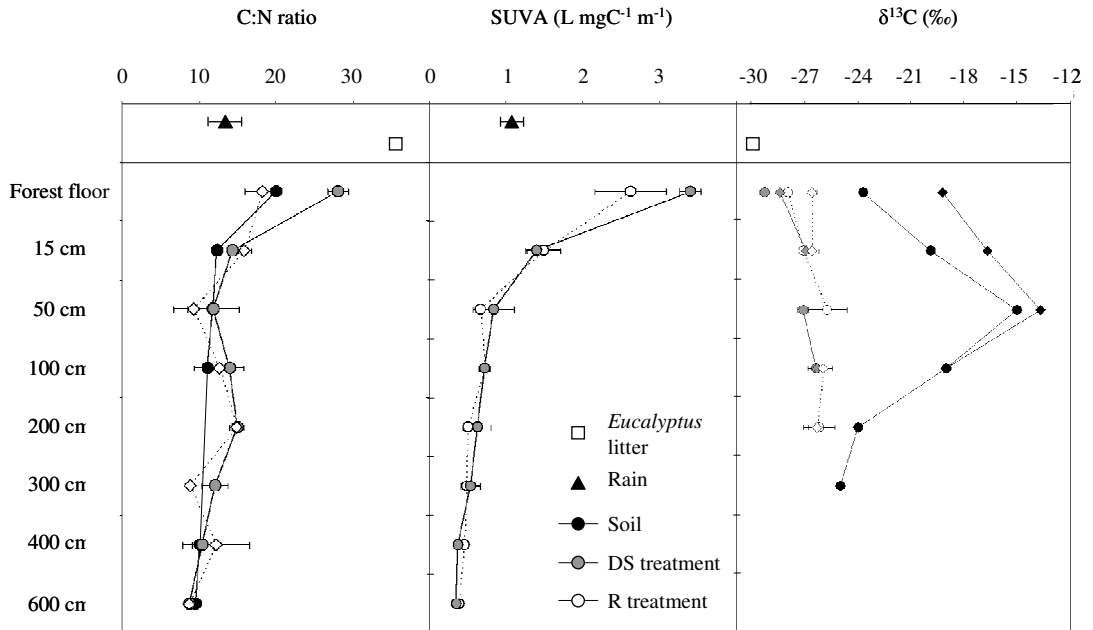 C:N ratio SUVA (L mgC⁻¹ m⁻¹) δ¹³C (‰)
0 10 20 30 0 1 2 3 -30 -27 -24 -21 -18 -15 -12
Forest floor
15 cm
50 cm
100 cm
200 cm
300 cm
400 cm
600 cm
Eucalyptus
litter
Rain
Soil
DS treatment
R treatment